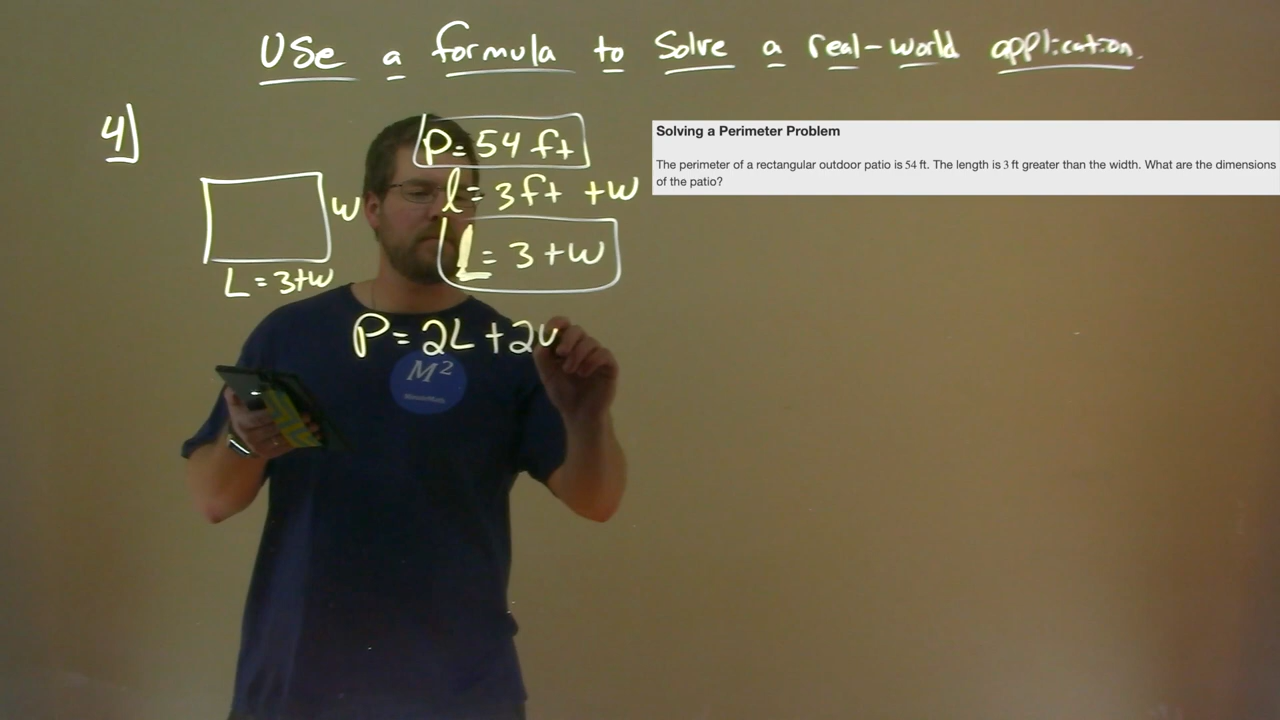 Use a formula to solve a real-world application.
4]
P = 54 ft
l = 3 ft + w
L = 3 + w
w
L = 3+w
P = 2L + 2w
M²
Solving a Perimeter Problem
The perimeter of a rectangular outdoor patio is 54 ft. The length is 3 ft greater than the width. What are the dimensions
of the patio?